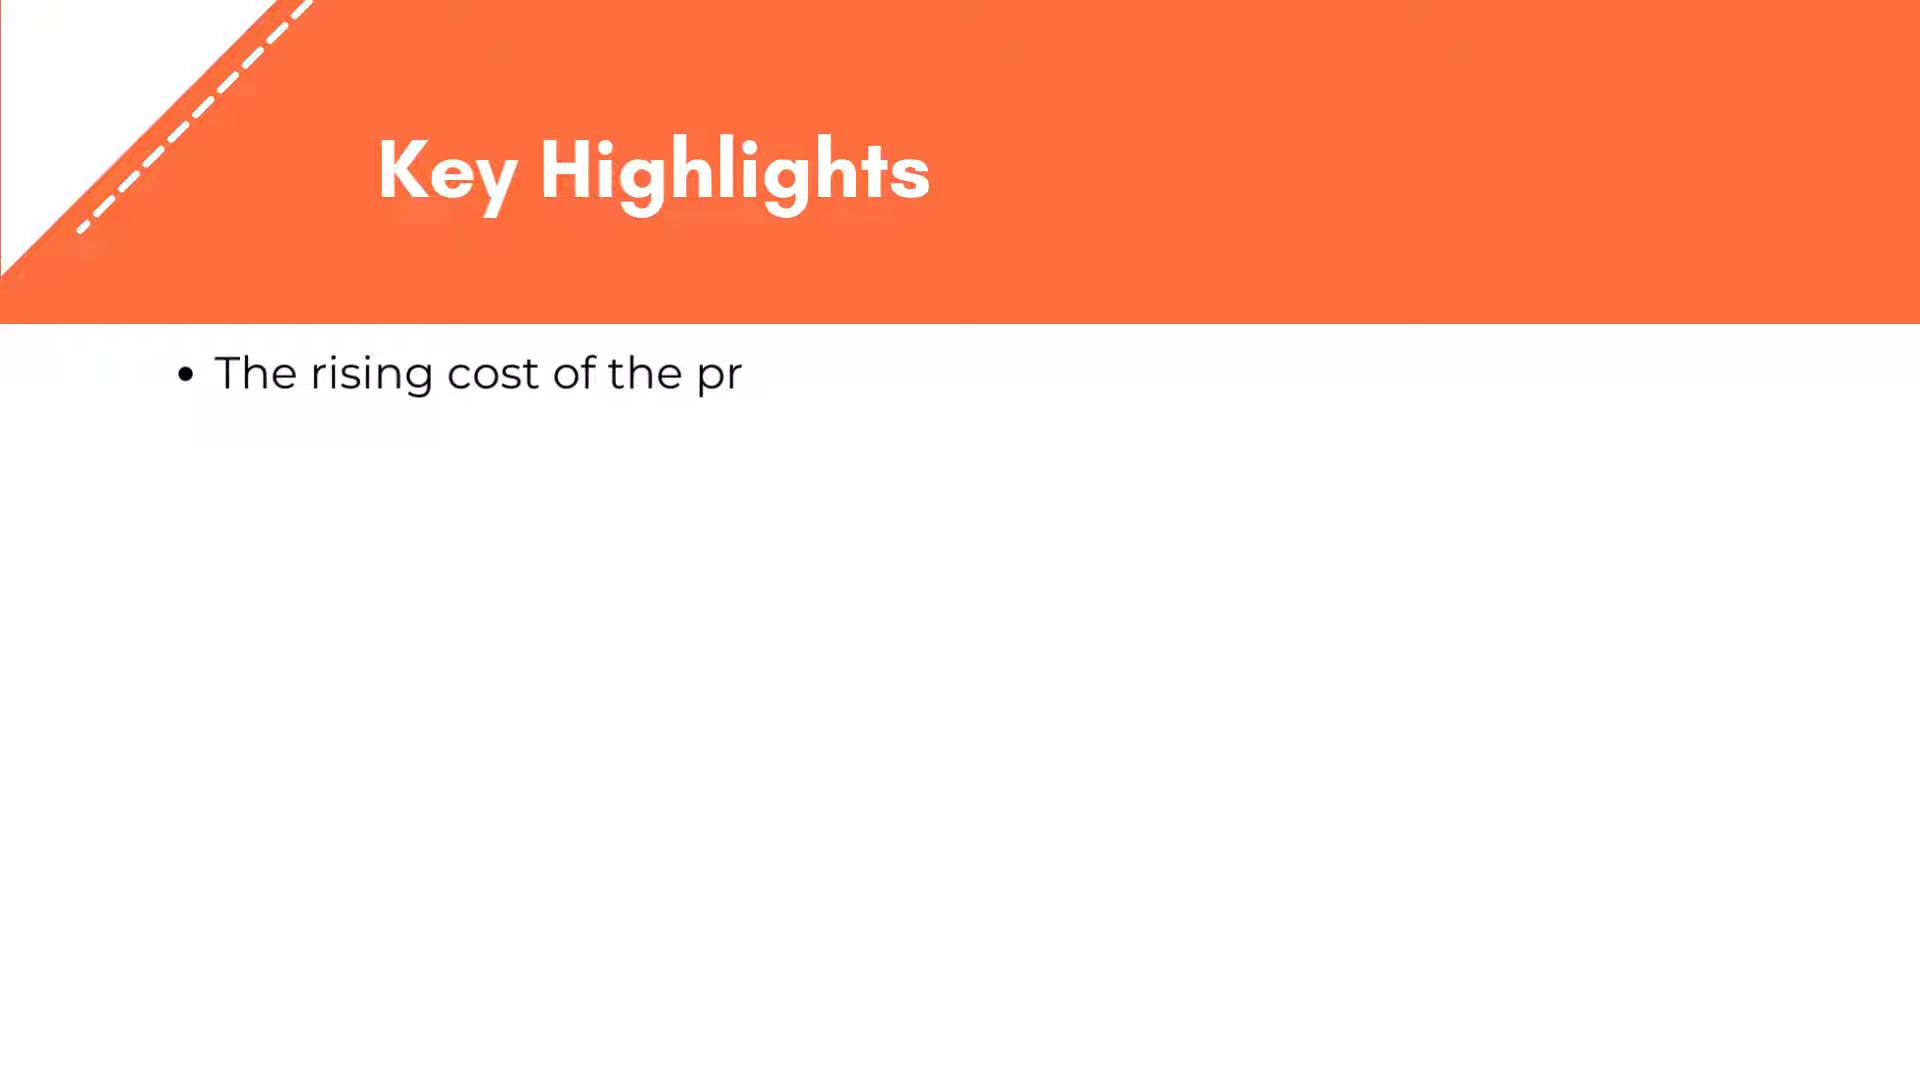 Key Highlights
• The rising cost of the pr